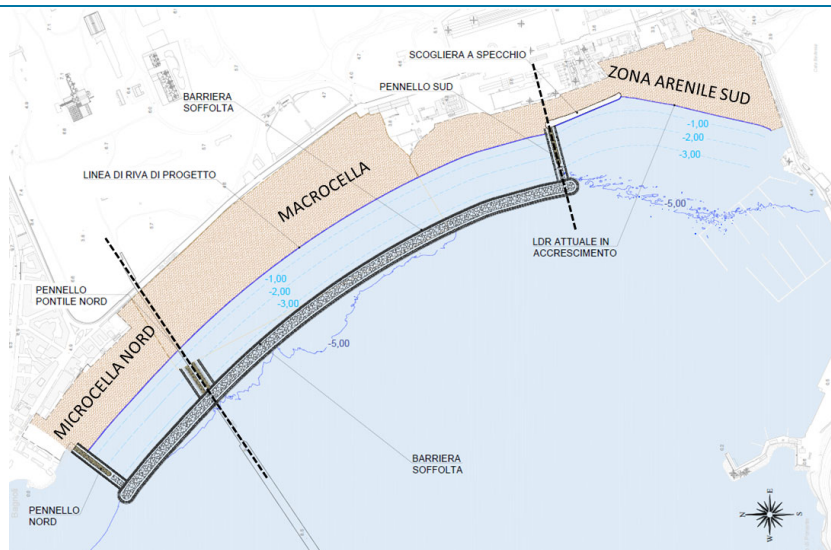 SCOGLIERA A SPECCHIO
ZONA ARENILE SUD
PENNELLO SUD
BARRIERA
SOFFOLTA
-1,00
-2,00
-3,00
LINEA DI RIVA DI PROGETTO
MACROCELLA
-5,00
LDR ATTUALE IN
ACCRESCIMENTO
PENNELLO
PONTILE NORD
-1,00
-2,00
-3,00
-5,00
MICROCELLA NORD
BARRIERA
SOFFOLTA
PENNELLO
NORD
E
N
S
W